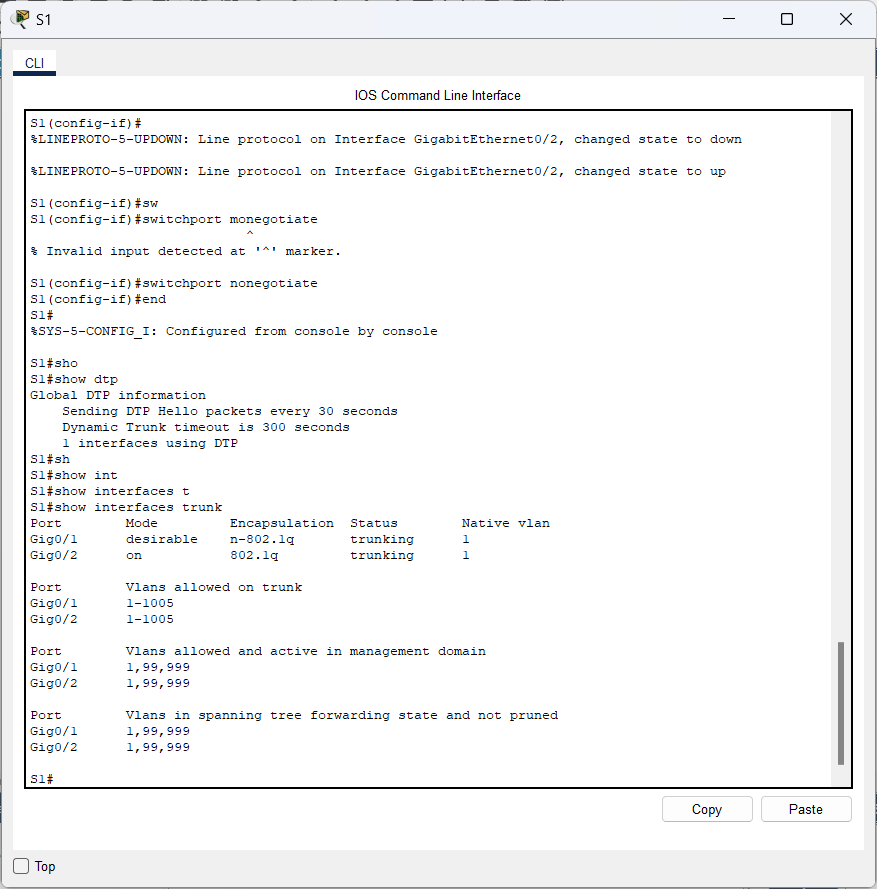 S1
CLI
IOS Command Line Interface
S1(config-if)#
%LINEPROTO-5-UPDOWN: Line protocol on Interface GigabitEthernet0/2, changed state to down
%LINEPROTO-5-UPDOWN: Line protocol on Interface GigabitEthernet0/2, changed state to up
S1(config-if)#sw
S1(config-if)#switchport monegotiate
^
% Invalid input detected at '^' marker.
S1(config-if)#switchport nonegotiate
S1(config-if)#end
S1#
%SYS-5-CONFIG_I: Configured from console by console
S1#sho
S1#show dtp
Global DTP information
Sending DTP Hello packets every 30 seconds
Dynamic Trunk timeout is 300 seconds
1 interfaces using DTP
S1#sh
S1#show int
S1#show interfaces t
S1#show interfaces trunk
Port Mode Encapsulation Status Native vlan
Gig0/1 desirable n-802.1q trunking 1
Gig0/2 on 802.1q trunking 1
Port Vlans allowed on trunk
Gig0/1 1-1005
Gig0/2 1-1005
Port Vlans allowed and active in management domain
Gig0/1 1,99,999
Gig0/2 1,99,999
Port Vlans in spanning tree forwarding state and not pruned
Gig0/1 1,99,999
Gig0/2 1,99,999
S1#
Copy Paste
Top